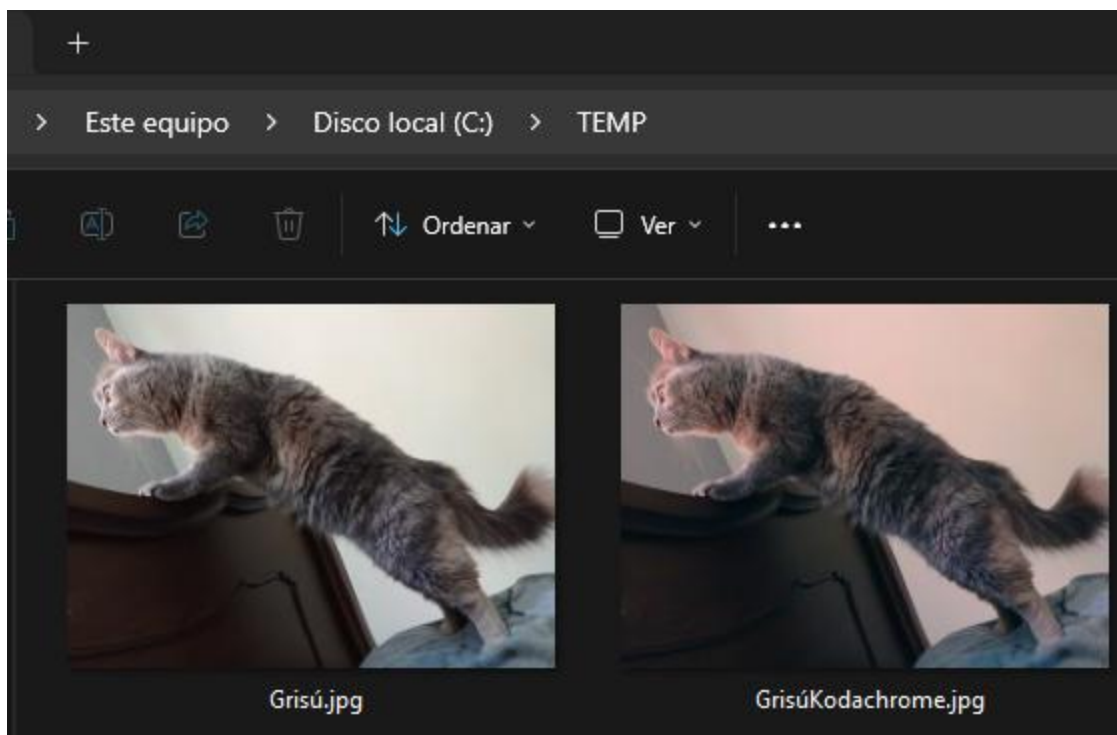 Este equipo > Disco local (C:) > TEMP
Ordenar Ver
Grisú.jpg GrisúKodachrome.jpg